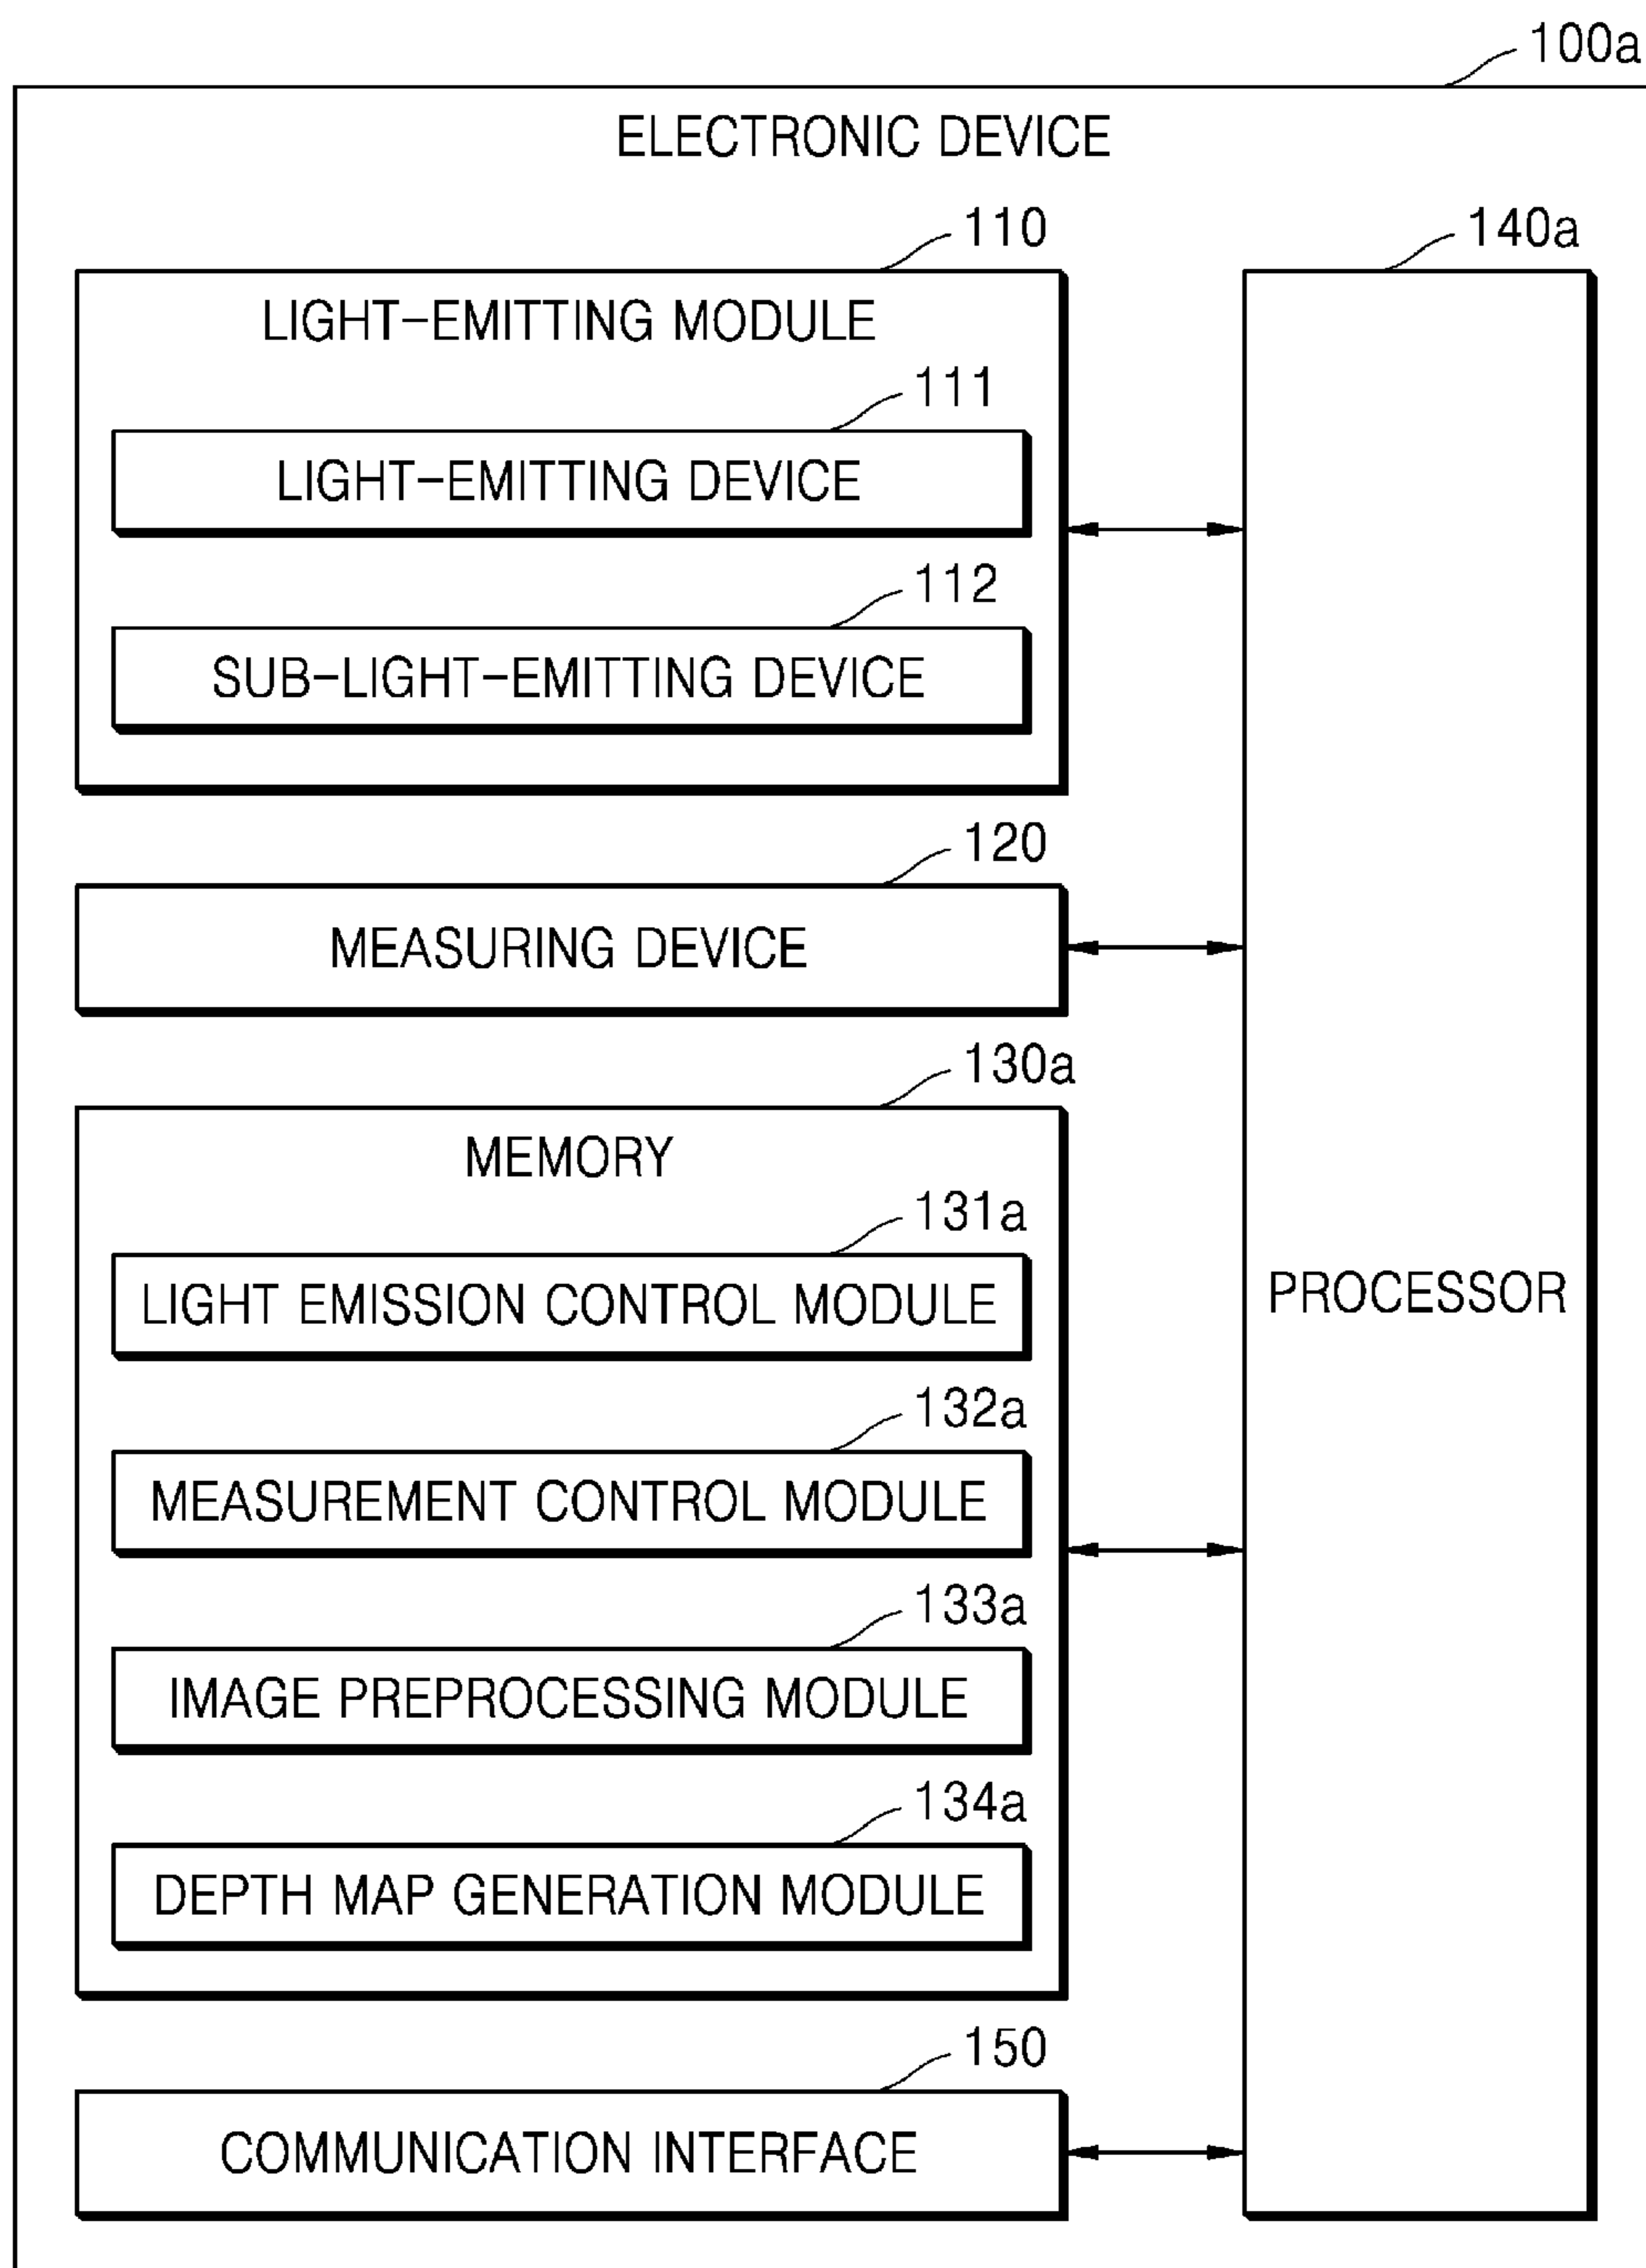 100a
ELECTRONIC DEVICE
110
140a
LIGHT-EMITTING MODULE
111
LIGHT-EMITTING DEVICE
112
SUB-LIGHT-EMITTING DEVICE
120
MEASURING DEVICE
130a
MEMORY
131a
LIGHT EMISSION CONTROL MODULE
PROCESSOR
132a
MEASUREMENT CONTROL MODULE
133a
IMAGE PREPROCESSING MODULE
134a
DEPTH MAP GENERATION MODULE
150
COMMUNICATION INTERFACE